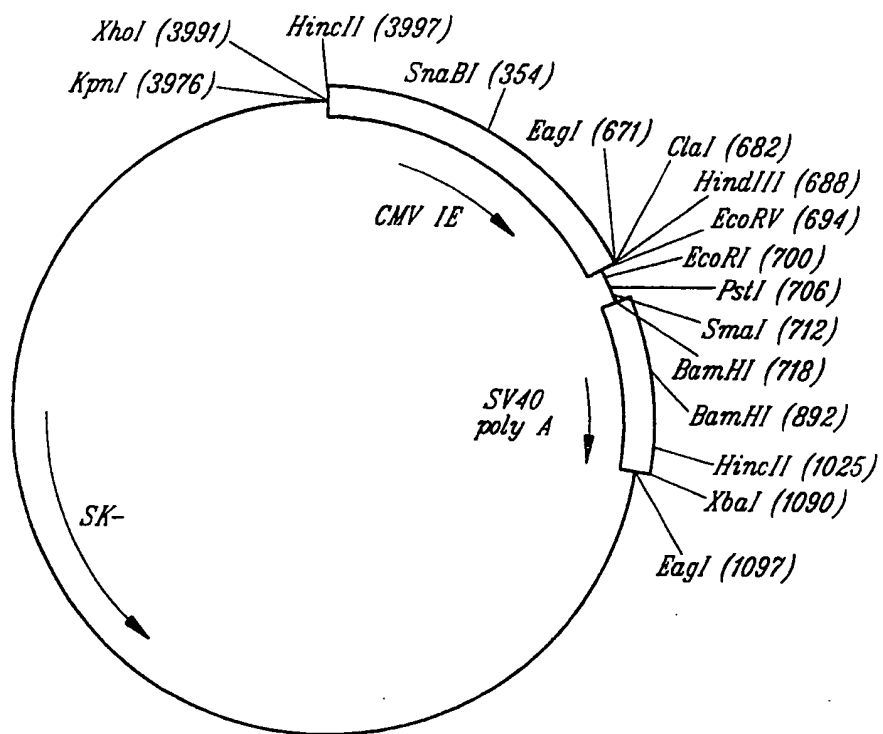 XhoI (3991)
HincII (3997)
KpnI (3976)
SnaBI (354)
EagI (671)
ClaI (682)
HindIII (688)
EcoRV (694)
EcoRI (700)
PstI (706)
SmaI (712)
BamHI (718)
BamHI (892)
HincII (1025)
XbaI (1090)
EagI (1097)
CMV IE
SV40
poly A
SK-